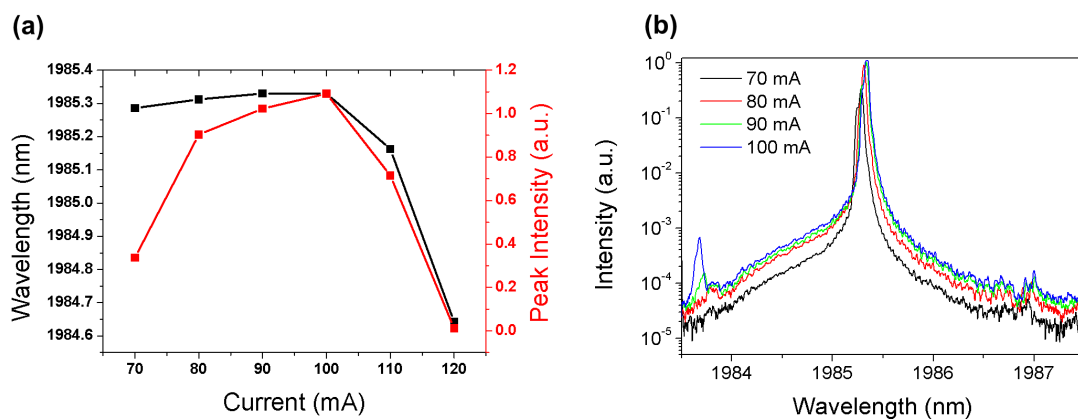 (a)
Wavelength (nm)
1985.4
1985.3
1985.2
1985.1
1985.0
1984.9
1984.8
1984.7
1984.6
70 80 90 100 110 120
Current (mA)
1.2
1.0
0.8
0.6
0.4
0.2
0.0
Peak Intensity (a.u.)
(b)
Intensity (a.u.)
10⁰
10⁻¹
10⁻²
10⁻³
10⁻⁴
10⁻⁵
70 mA
80 mA
90 mA
100 mA
1984 1985 1986 1987
Wavelength (nm)